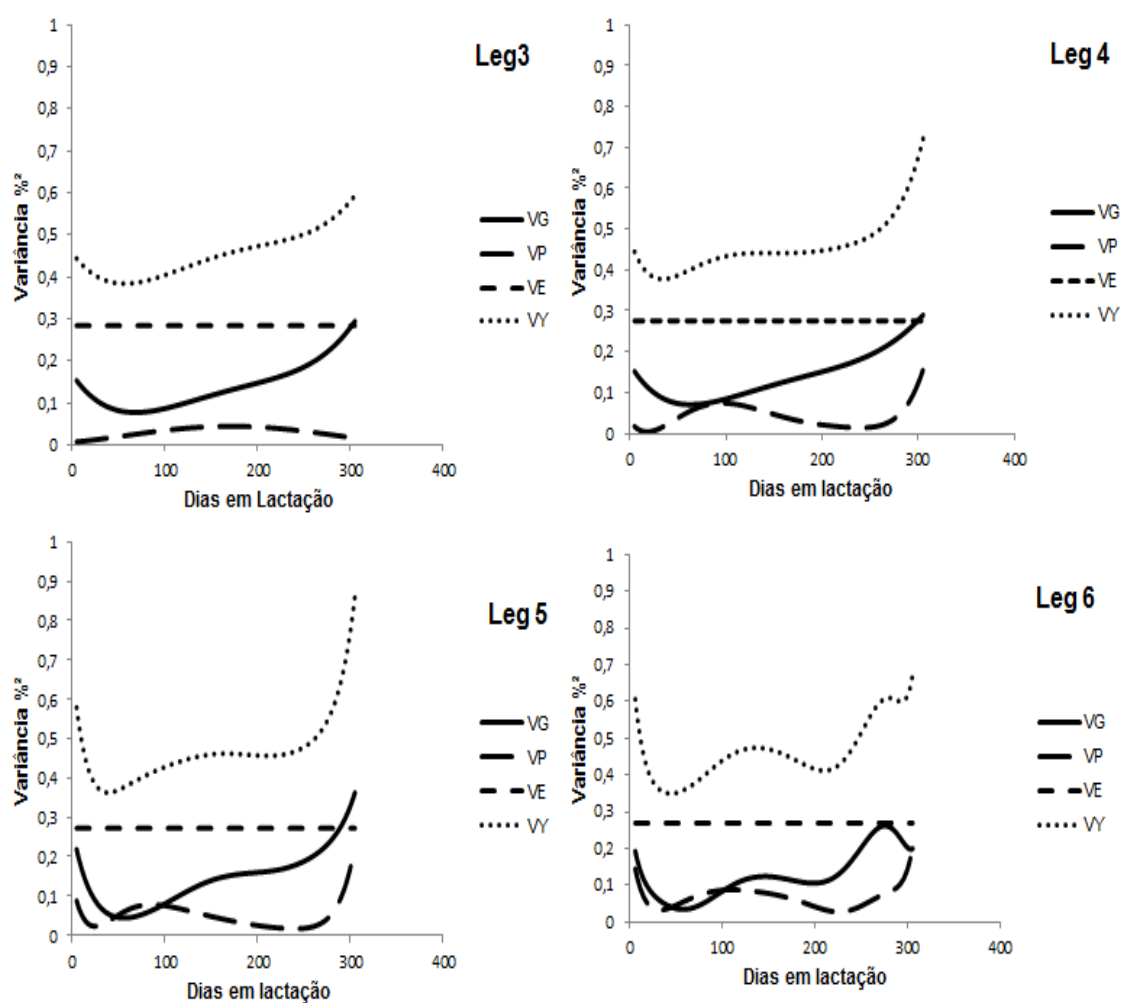 Leg3
Variância %²
1
0,9
0,8
0,7
0,6
0,5
0,4
0,3
0,2
0,1
0
0 100 200 300 400
Dias em Lactação
VG
VP
VE
VY
Leg 4
Variância %²
1
0,9
0,8
0,7
0,6
0,5
0,4
0,3
0,2
0,1
0
0 100 200 300 400
Dias em lactação
VG
VP
VE
VY
Leg 5
Variância %²
1
0,9
0,8
0,7
0,6
0,5
0,4
0,3
0,2
0,1
0
0 100 200 300 400
Dias em lactação
VG
VP
VE
VY
Leg 6
Variância %²
1
0,9
0,8
0,7
0,6
0,5
0,4
0,3
0,2
0,1
0
0 100 200 300 400
Dias em lactação
VG
VP
VE
VY